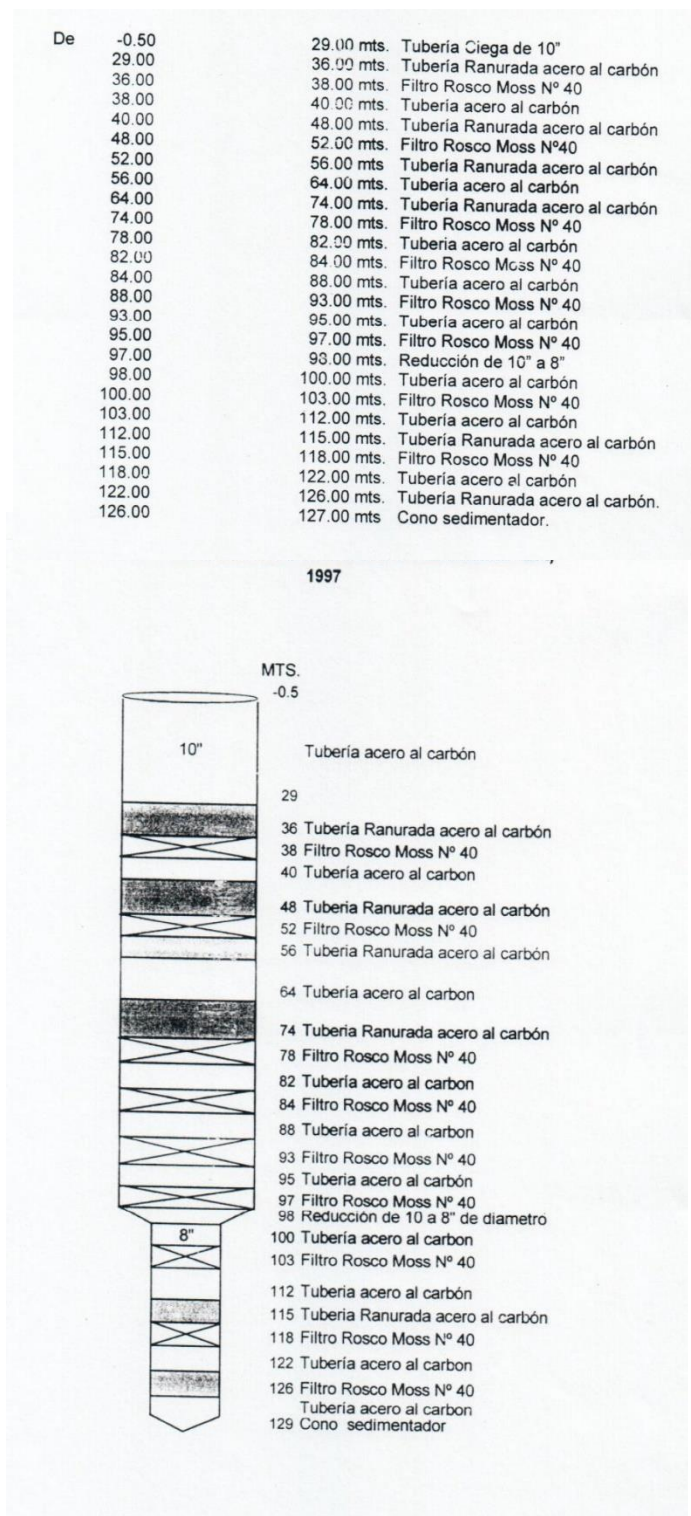 De -0.50 29.00 mts. Tubería Ciega de 10"
29.00 36.00 mts. Tubería Ranurada acero al carbón
36.00 38.00 mts. Filtro Rosco Moss Nº 40
38.00 40.00 mts. Tubería acero al carbón
40.00 48.00 mts. Tubería Ranurada acero al carbón
48.00 52.00 mts. Filtro Rosco Moss Nº40
52.00 56.00 mts Tubería Ranurada acero al carbón
56.00 64.00 mts. Tubería acero al carbón
64.00 74.00 mts. Tubería Ranurada acero al carbón
74.00 78.00 mts. Filtro Rosco Moss Nº 40
78.00 82.00 mts. Tuberia acero al carbón
82.00 84.00 mts. Filtro Rosco Moss Nº 40
84.00 88.00 mts. Tubería acero al carbón
88.00 93.00 mts. Filtro Rosco Moss Nº 40
93.00 95.00 mts. Tubería acero al carbón
95.00 97.00 mts. Filtro Rosco Moss Nº 40
97.00 98.00 mts. Reducción de 10" a 8"
98.00 100.00 mts. Tubería acero al carbón
100.00 103.00 mts. Filtro Rosco Moss Nº 40
103.00 112.00 mts. Tubería acero al carbón
112.00 115.00 mts. Tubería Ranurada acero al carbón
115.00 118.00 mts. Filtro Rosco Moss Nº 40
118.00 122.00 mts. Tubería acero al carbón
122.00 126.00 mts. Tubería Ranurada acero al carbón.
126.00 127.00 mts Cono sedimentador.
1997
MTS.
-0.5
10" Tubería acero al carbón
29
36 Tubería Ranurada acero al carbón
38 Filtro Rosco Moss Nº 40
40 Tubería acero al carbon
48 Tuberia Ranurada acero al carbón
52 Filtro Rosco Moss Nº 40
56 Tuberia Ranurada acero al carbón
64 Tubería acero al carbon
74 Tuberia Ranurada acero al carbón
78 Filtro Rosco Moss Nº 40
82 Tubería acero al carbon
84 Filtro Rosco Moss Nº 40
88 Tubería acero al carbon
93 Filtro Rosco Moss Nº 40
95 Tuberia acero al carbón
97 Filtro Rosco Moss Nº 40
98 Reducción de 10 a 8" de diametro
8" 100 Tubería acero al carbon
103 Filtro Rosco Moss Nº 40
112 Tuberia acero al carbón
115 Tuberia Ranurada acero al carbón
118 Filtro Rosco Moss Nº 40
122 Tubería acero al carbon
126 Filtro Rosco Moss Nº 40
Tubería acero al carbon
129 Cono sedimentador